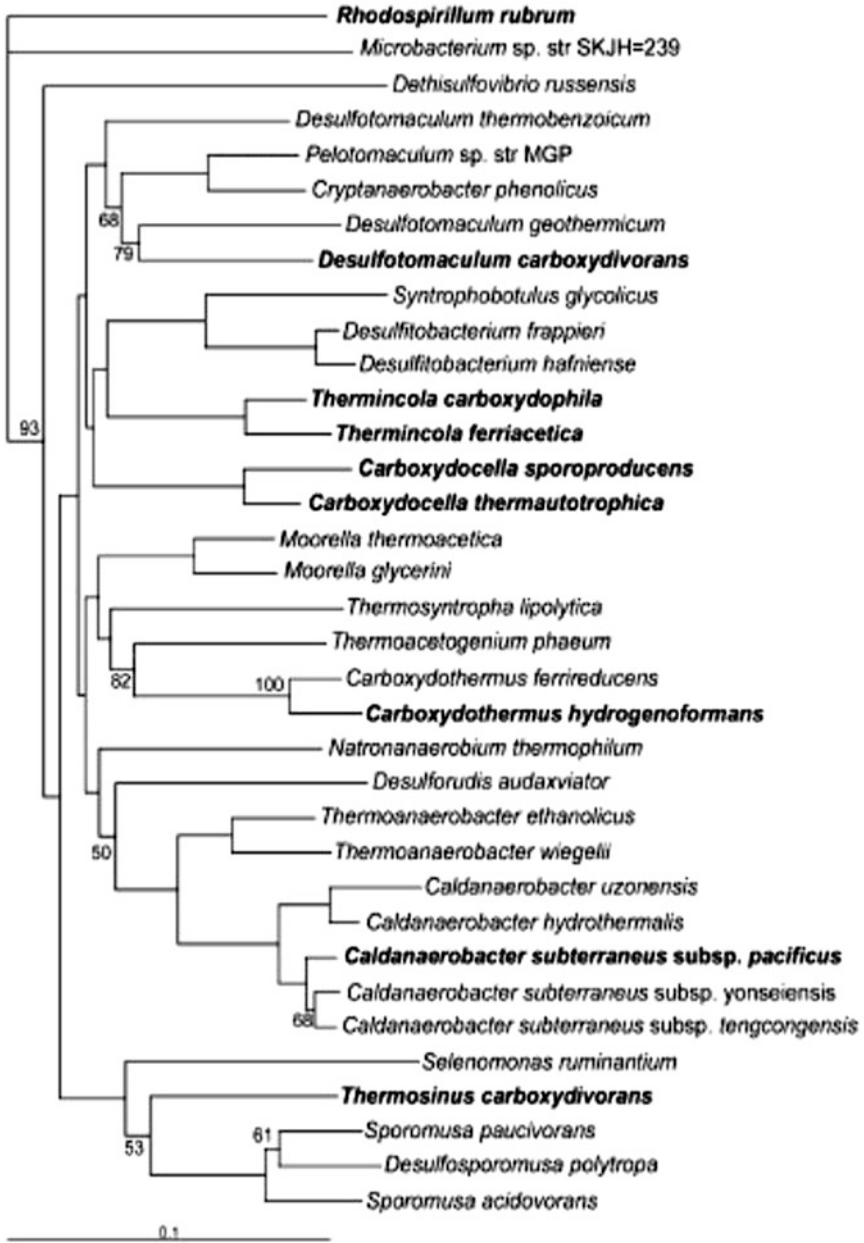 Rhodospirillum rubrum
Microbacterium sp. str SKJH=239
Dethisulfovibrio russensis
Desulfotomaculum thermobenzoicum
Pelotomaculum sp. str MGP
Cryptanaerobacter phenolicus
68
Desulfotomaculum geothermicum
79
Desulfotomaculum carboxydivorans
Syntrophobotulus glycolicus
Desulfitobacterium frappieri
Desulfitobacterium hafniense
Thermincola carboxydophila
93
Thermincola ferriacetica
Carboxydocella sporoproducens
Carboxydocella thermautotrophica
Moorella thermoacetica
Moorella glycerini
Thermosyntropha lipolytica
Thermoacetogenium phaeum
82
100
Carboxydothermus ferrireducens
Carboxydothermus hydrogenoformans
Natronanaerobium thermophilum
Desulforudis audaxviator
Thermoanaerobacter ethanolicus
50
Thermoanaerobacter wiegelii
Caldanaerobacter uzonensis
Caldanaerobacter hydrothermalis
Caldanaerobacter subterraneus subsp. pacificus
Caldanaerobacter subterraneus subsp. yonseiensis
68
Caldanaerobacter subterraneus subsp. tengcongensis
Selenomonas ruminantium
Thermosinus carboxydivorans
53
61
Sporomusa paucivorans
Desulfosporomusa polytropa
Sporomusa acidovorans
0.1